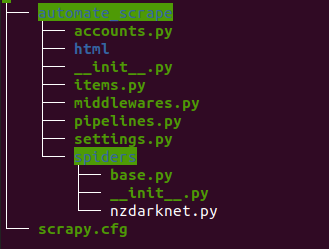 automate_scrape
accounts.py
html
__init__.py
items.py
middlewares.py
pipelines.py
settings.py
spiders
base.py
__init__.py
nzdarknet.py
scrapy.cfg